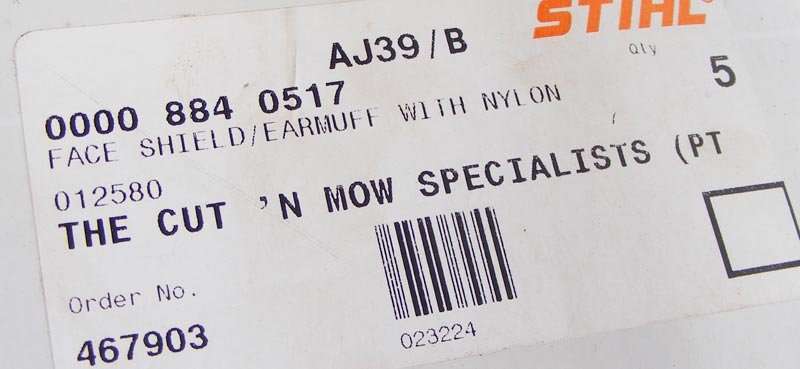 STIHL
AJ39/B
Qty
5
0000 884 0517
FACE SHIELD/EARMUFF WITH NYLON
012580
THE CUT 'N MOW SPECIALISTS (PT
Order No.
467903
023224